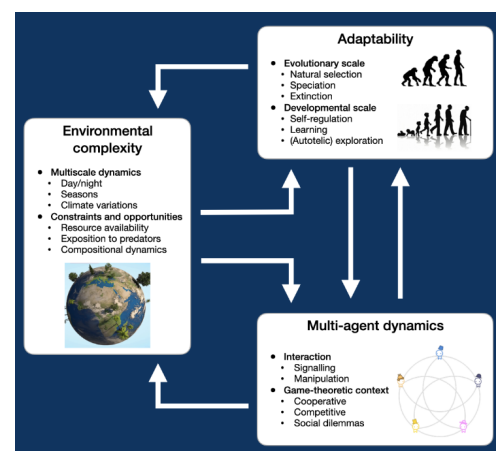 Adaptability
• Evolutionary scale
• Natural selection
• Speciation
• Extinction
• Developmental scale
• Self-regulation
• Learning
• (Autotelic) exploration
Environmental
complexity
• Multiscale dynamics
• Day/night
• Seasons
• Climate variations
• Constraints and opportunities
• Resource availability
• Exposition to predators
• Compositional dynamics
Multi-agent dynamics
• Interaction
• Signalling
• Manipulation
• Game-theoretic context
• Cooperative
• Competitive
• Social dilemmas